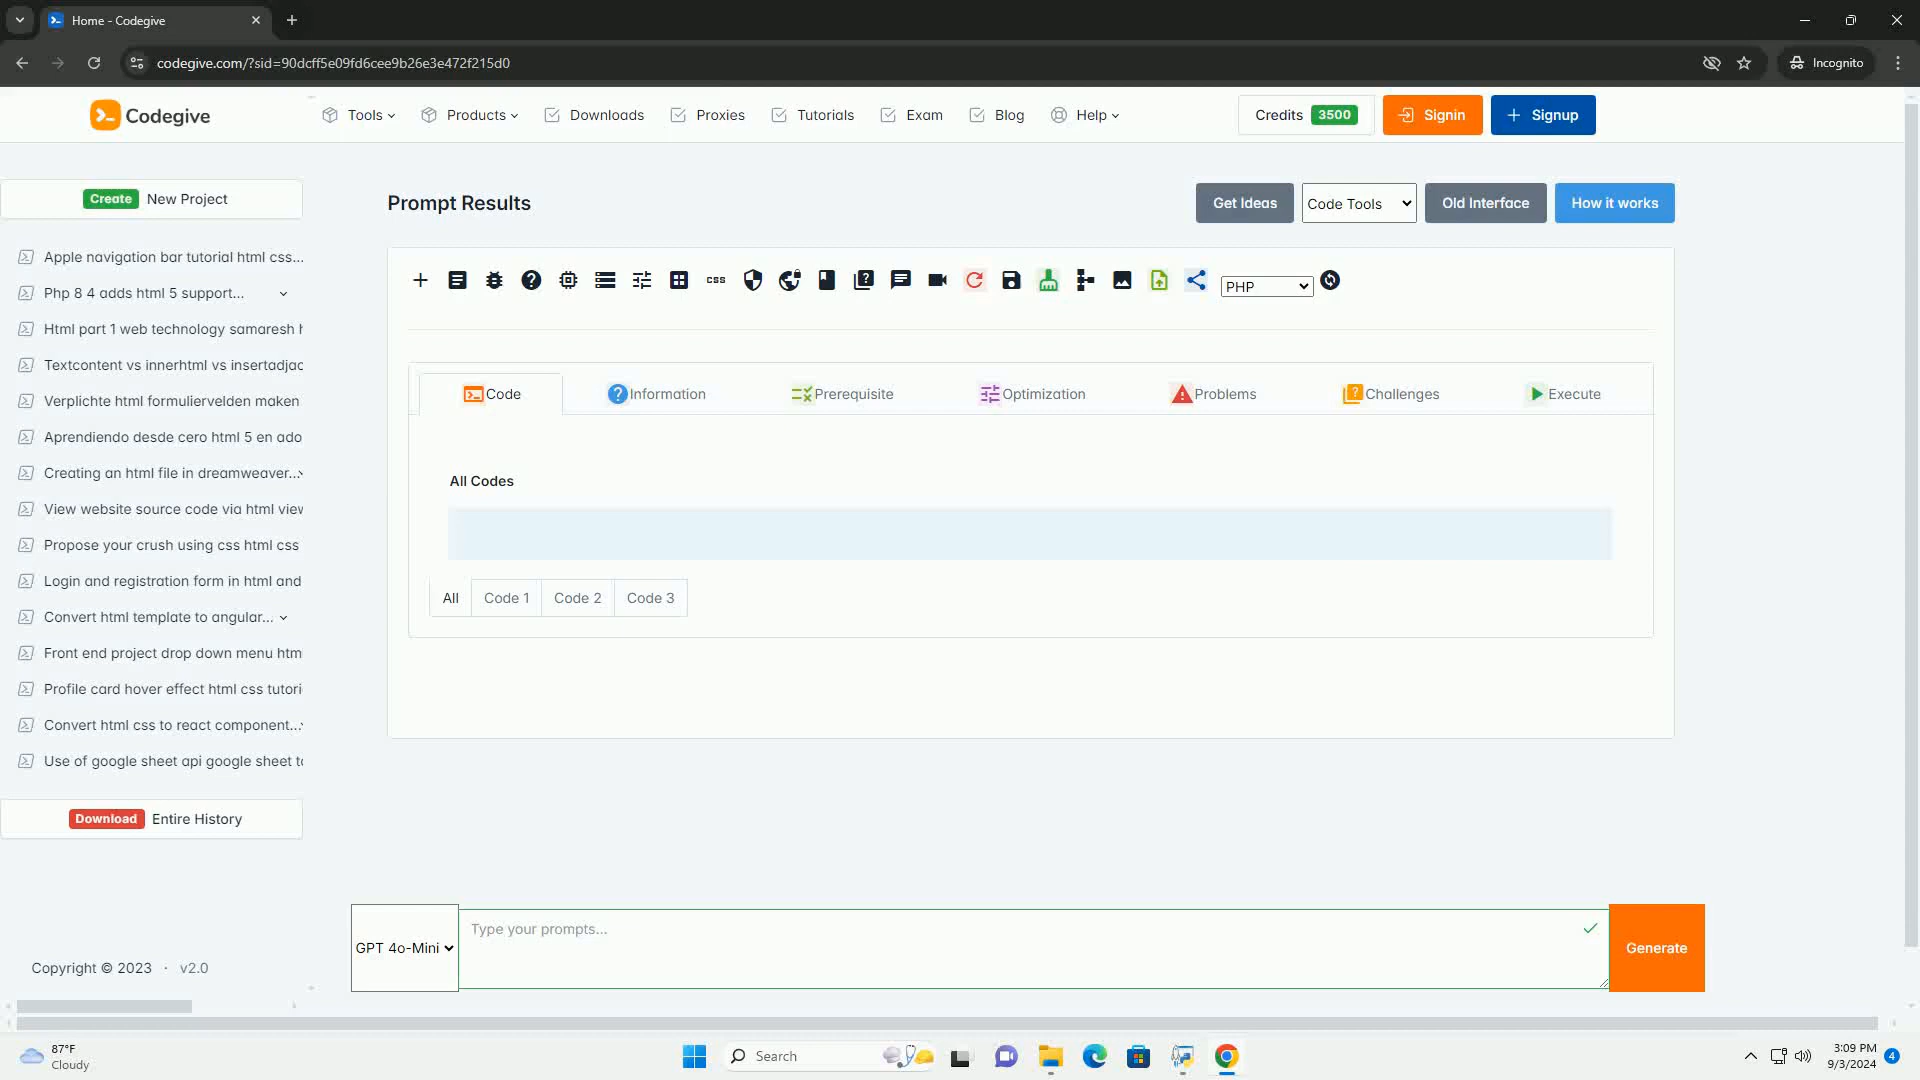 Home - Codegive
codegive.com/?sid=90dcff5e09fd6cee9b26e3e472f215d0
Incognito
Codegive
Tools
Products
Downloads
Proxies
Tutorials
Exam
Blog
Help
Credits 3500
Signin
Signup
Create New Project
Apple navigation bar tutorial html css...
Php 8 4 adds html 5 support...
Html part 1 web technology samaresh
Textcontent vs innerhtml vs
Verplichte html formuliervelden maken
Aprendiendo desde cero html 5 en
Creating an html file in dreamweaver...
View website source code via html
Propose your crush using css html css
Login and registration form in html and
Convert html template to angular...
Front end project drop down menu
Profile card hover effect html css
Convert html css to react component...
Use of google sheet api google sheet
Download Entire History
Copyright © 2023 · v2.0
Prompt Results
Get Ideas
Code Tools
Old Interface
How it works
css
PHP
Code
Information
Prerequisite
Optimization
Problems
Challenges
Execute
All Codes
All
Code 1
Code 2
Code 3
GPT 4o-Mini
Type your prompts...
Generate
87°F
Cloudy
Search
3:09 PM
9/3/2024
4